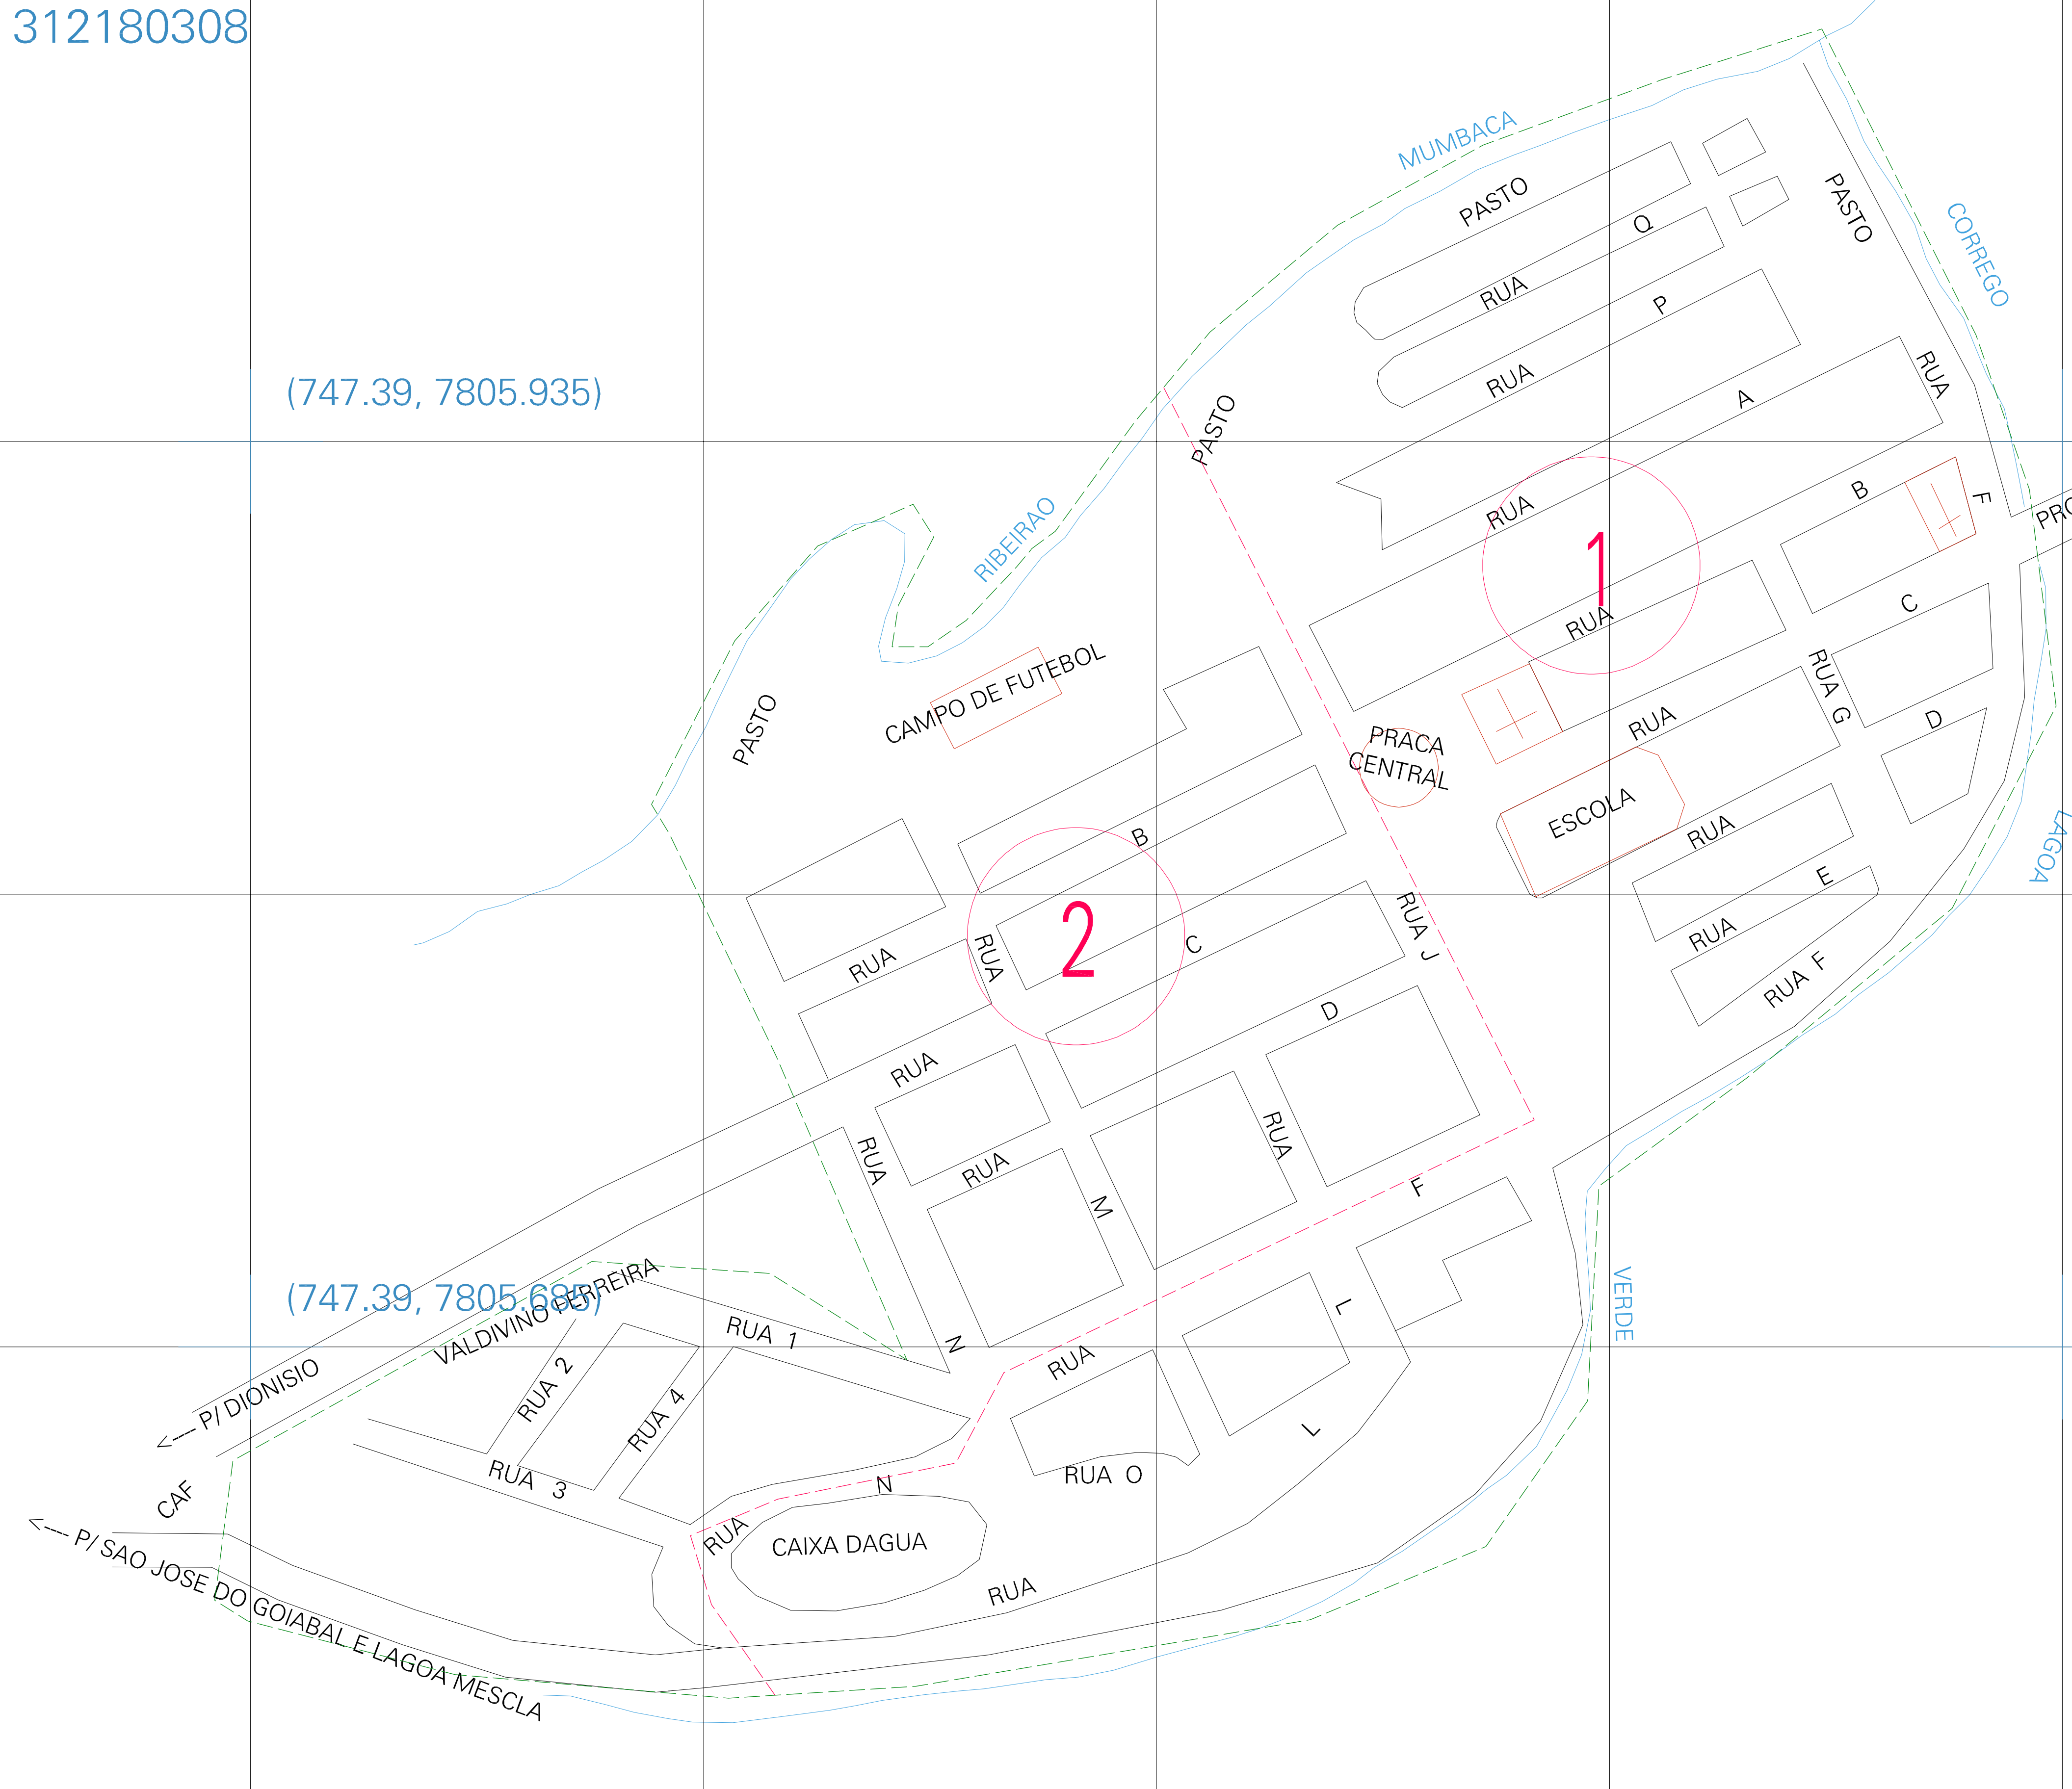 312180308
MUMBACA
PASTO
RUA Q
PASTO
CORREGO
RUA P
(747.39, 7805.935)
PASTO
RUA A
RUA F
RUA B
PRO
RIBEIRAO
1
CAMPO DE FUTEBOL
PASTO
PRACA
CENTRAL
RUA C
RUA G
ESCOLA
RUA D
LAGOA
RUA E
RUA F
RUA B
2
RUA J
RUA C
RUA M
RUA D
RUA
RUA N
RUA L
RUA F
VERDE
(747.39, 7805.685)
VALDIVINO FERREIRA
<---- P/ DIONISIO
RUA 1
RUA 2
RUA 4
RUA 3
RUA N
RUA O
RUA L
CAIXA DAGUA
CAF
<---- P/ SAO JOSE DO GOIABAL E LAGOA MESCLA